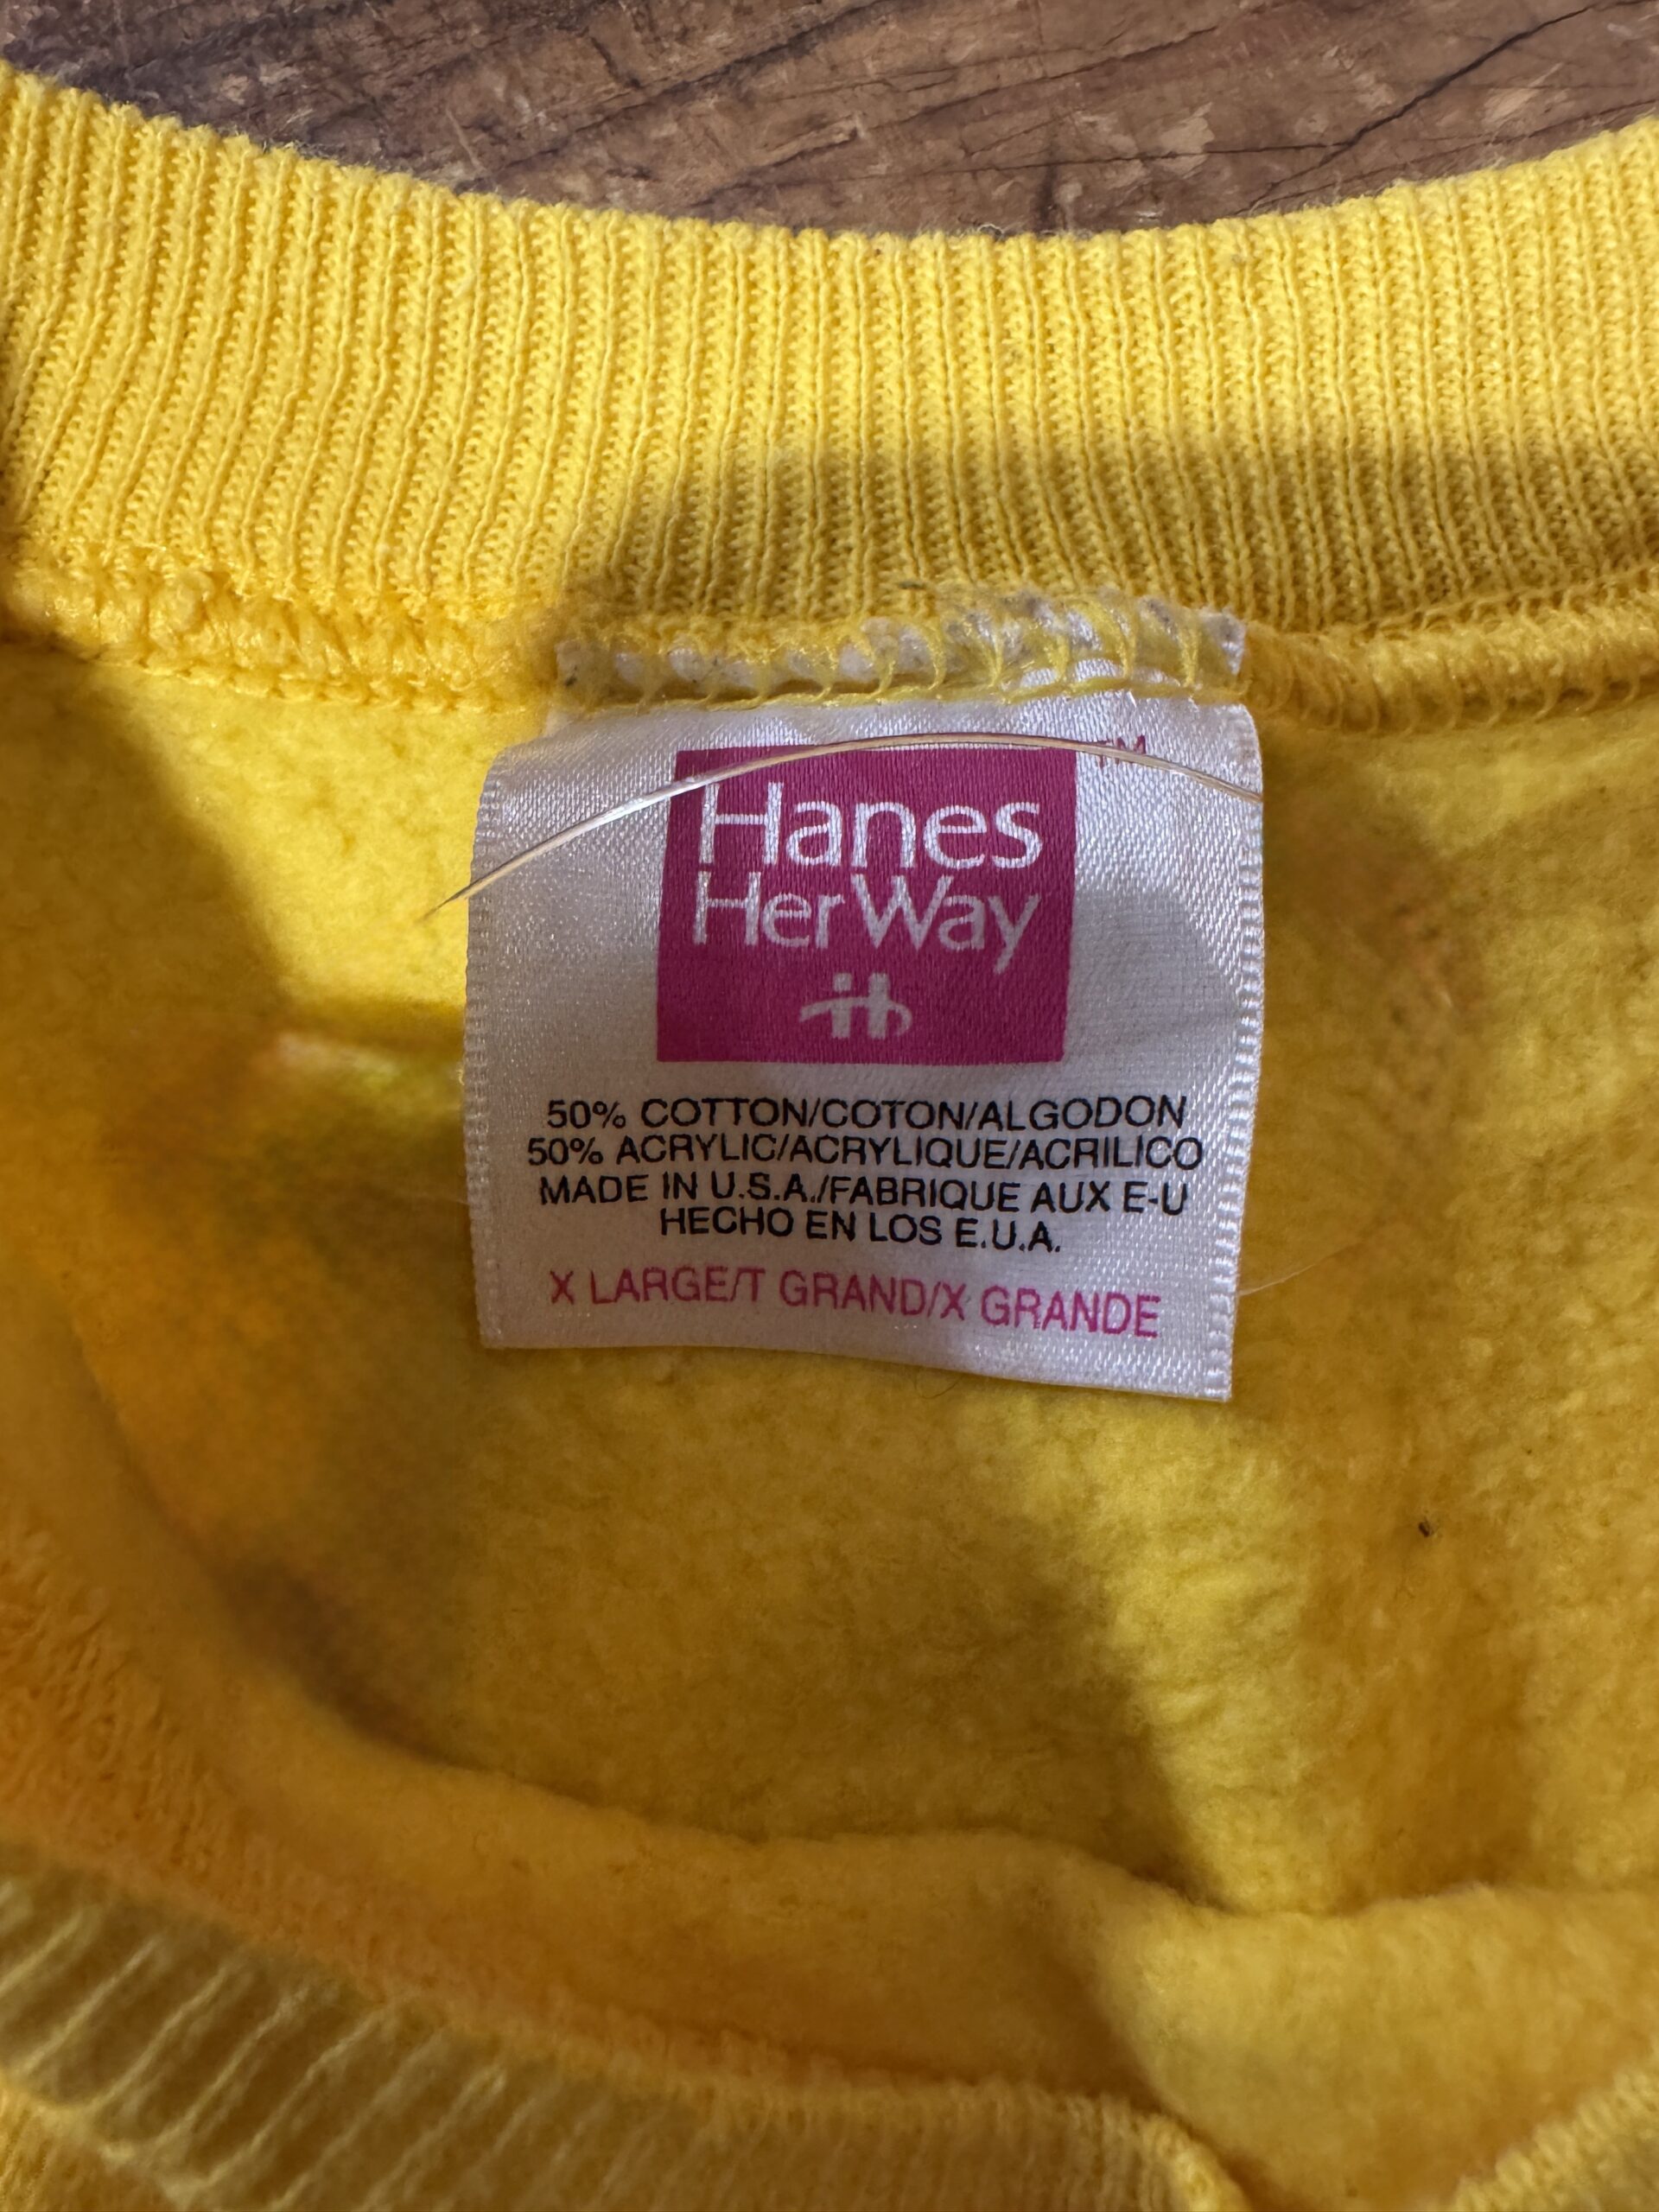 TM
Hanes
Her Way
50% COTTON/COTON/ALGODON
50% ACRYLIC/ACRYLIQUE/ACRILICO
MADE IN U.S.A./FABRIQUE AUX E-U
HECHO EN LOS E.U.A.
X LARGE/T GRAND/X GRANDE